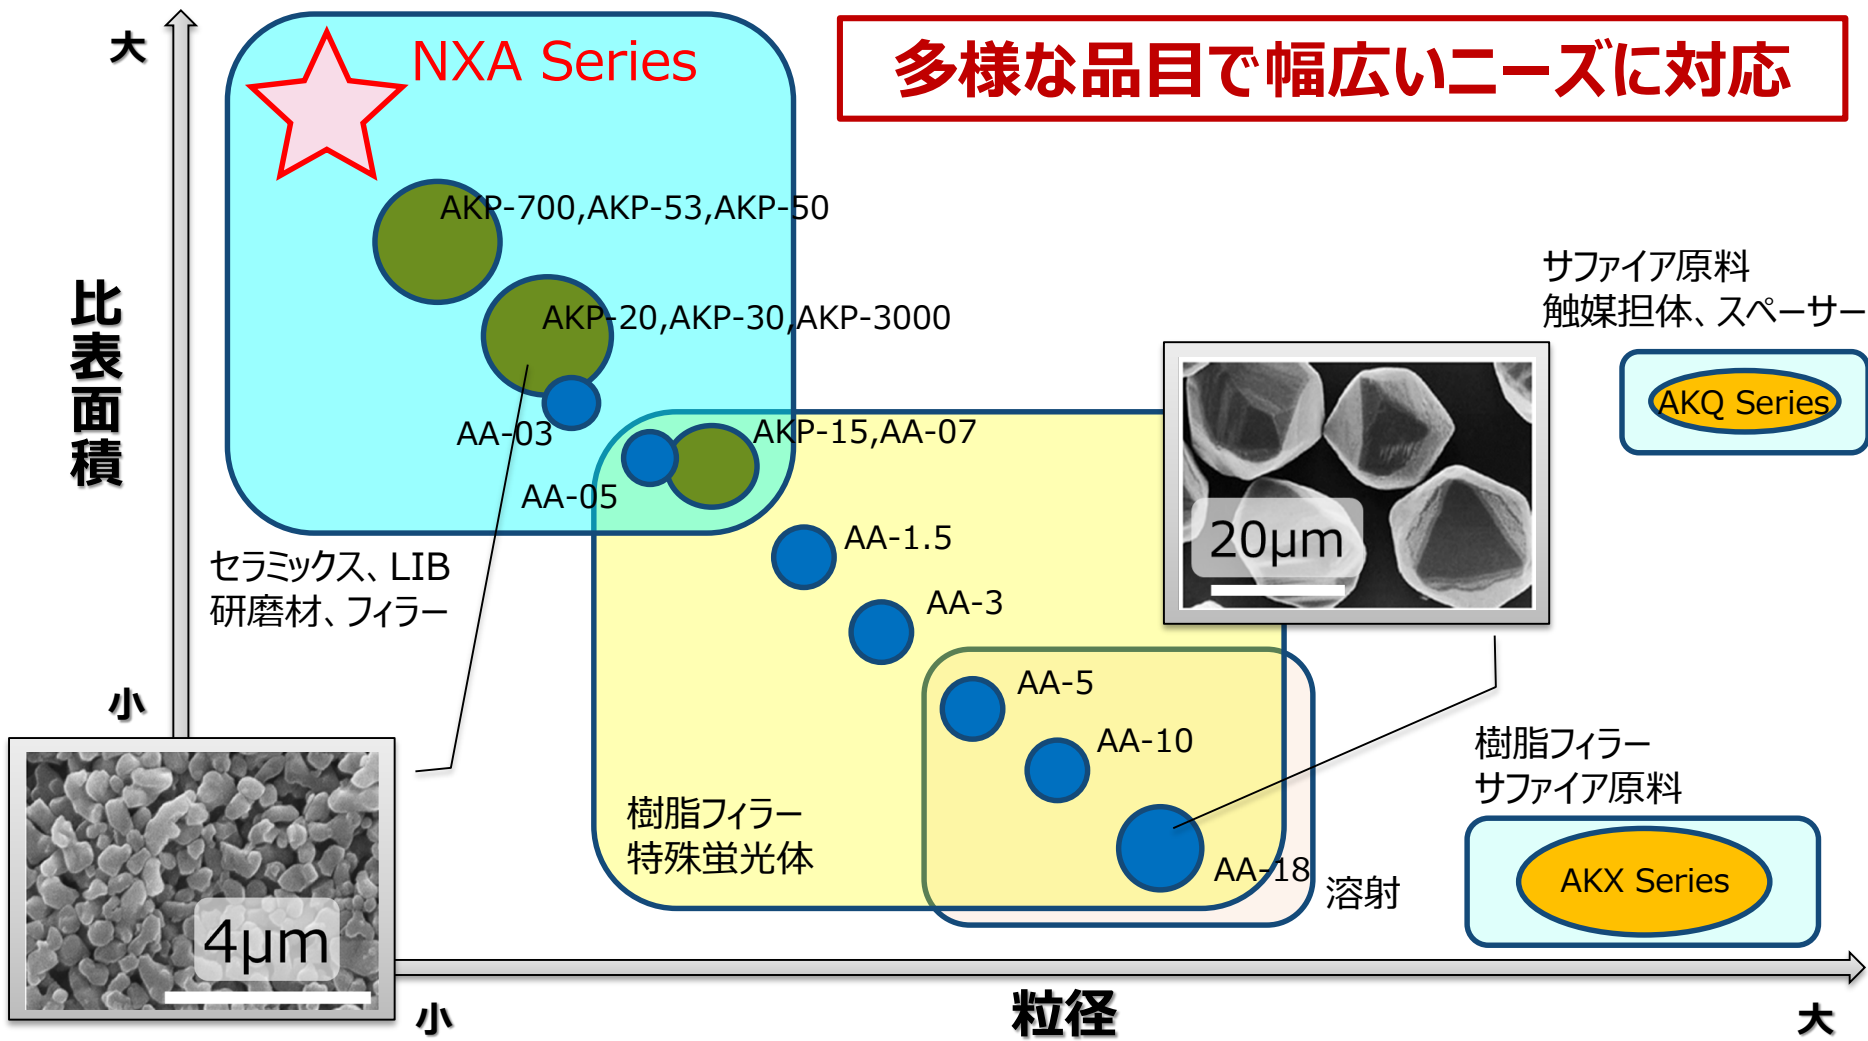 大
NXA Series
多様な品目で幅広いニーズに対応
AKP-700,AKP-53,AKP-50
サファイア原料
触媒担体、スペーサー
比表面積
AKP-20,AKP-30,AKP-3000
AKQ Series
AA-03
AKP-15,AA-07
AA-05
20μm
AA-1.5
セラミックス、LIB
研磨材、フィラー
AA-3
小
AA-5
AA-10
樹脂フィラー
サファイア原料
樹脂フィラー
特殊蛍光体
AA-18
溶射
AKX Series
4μm
小
粒径
大